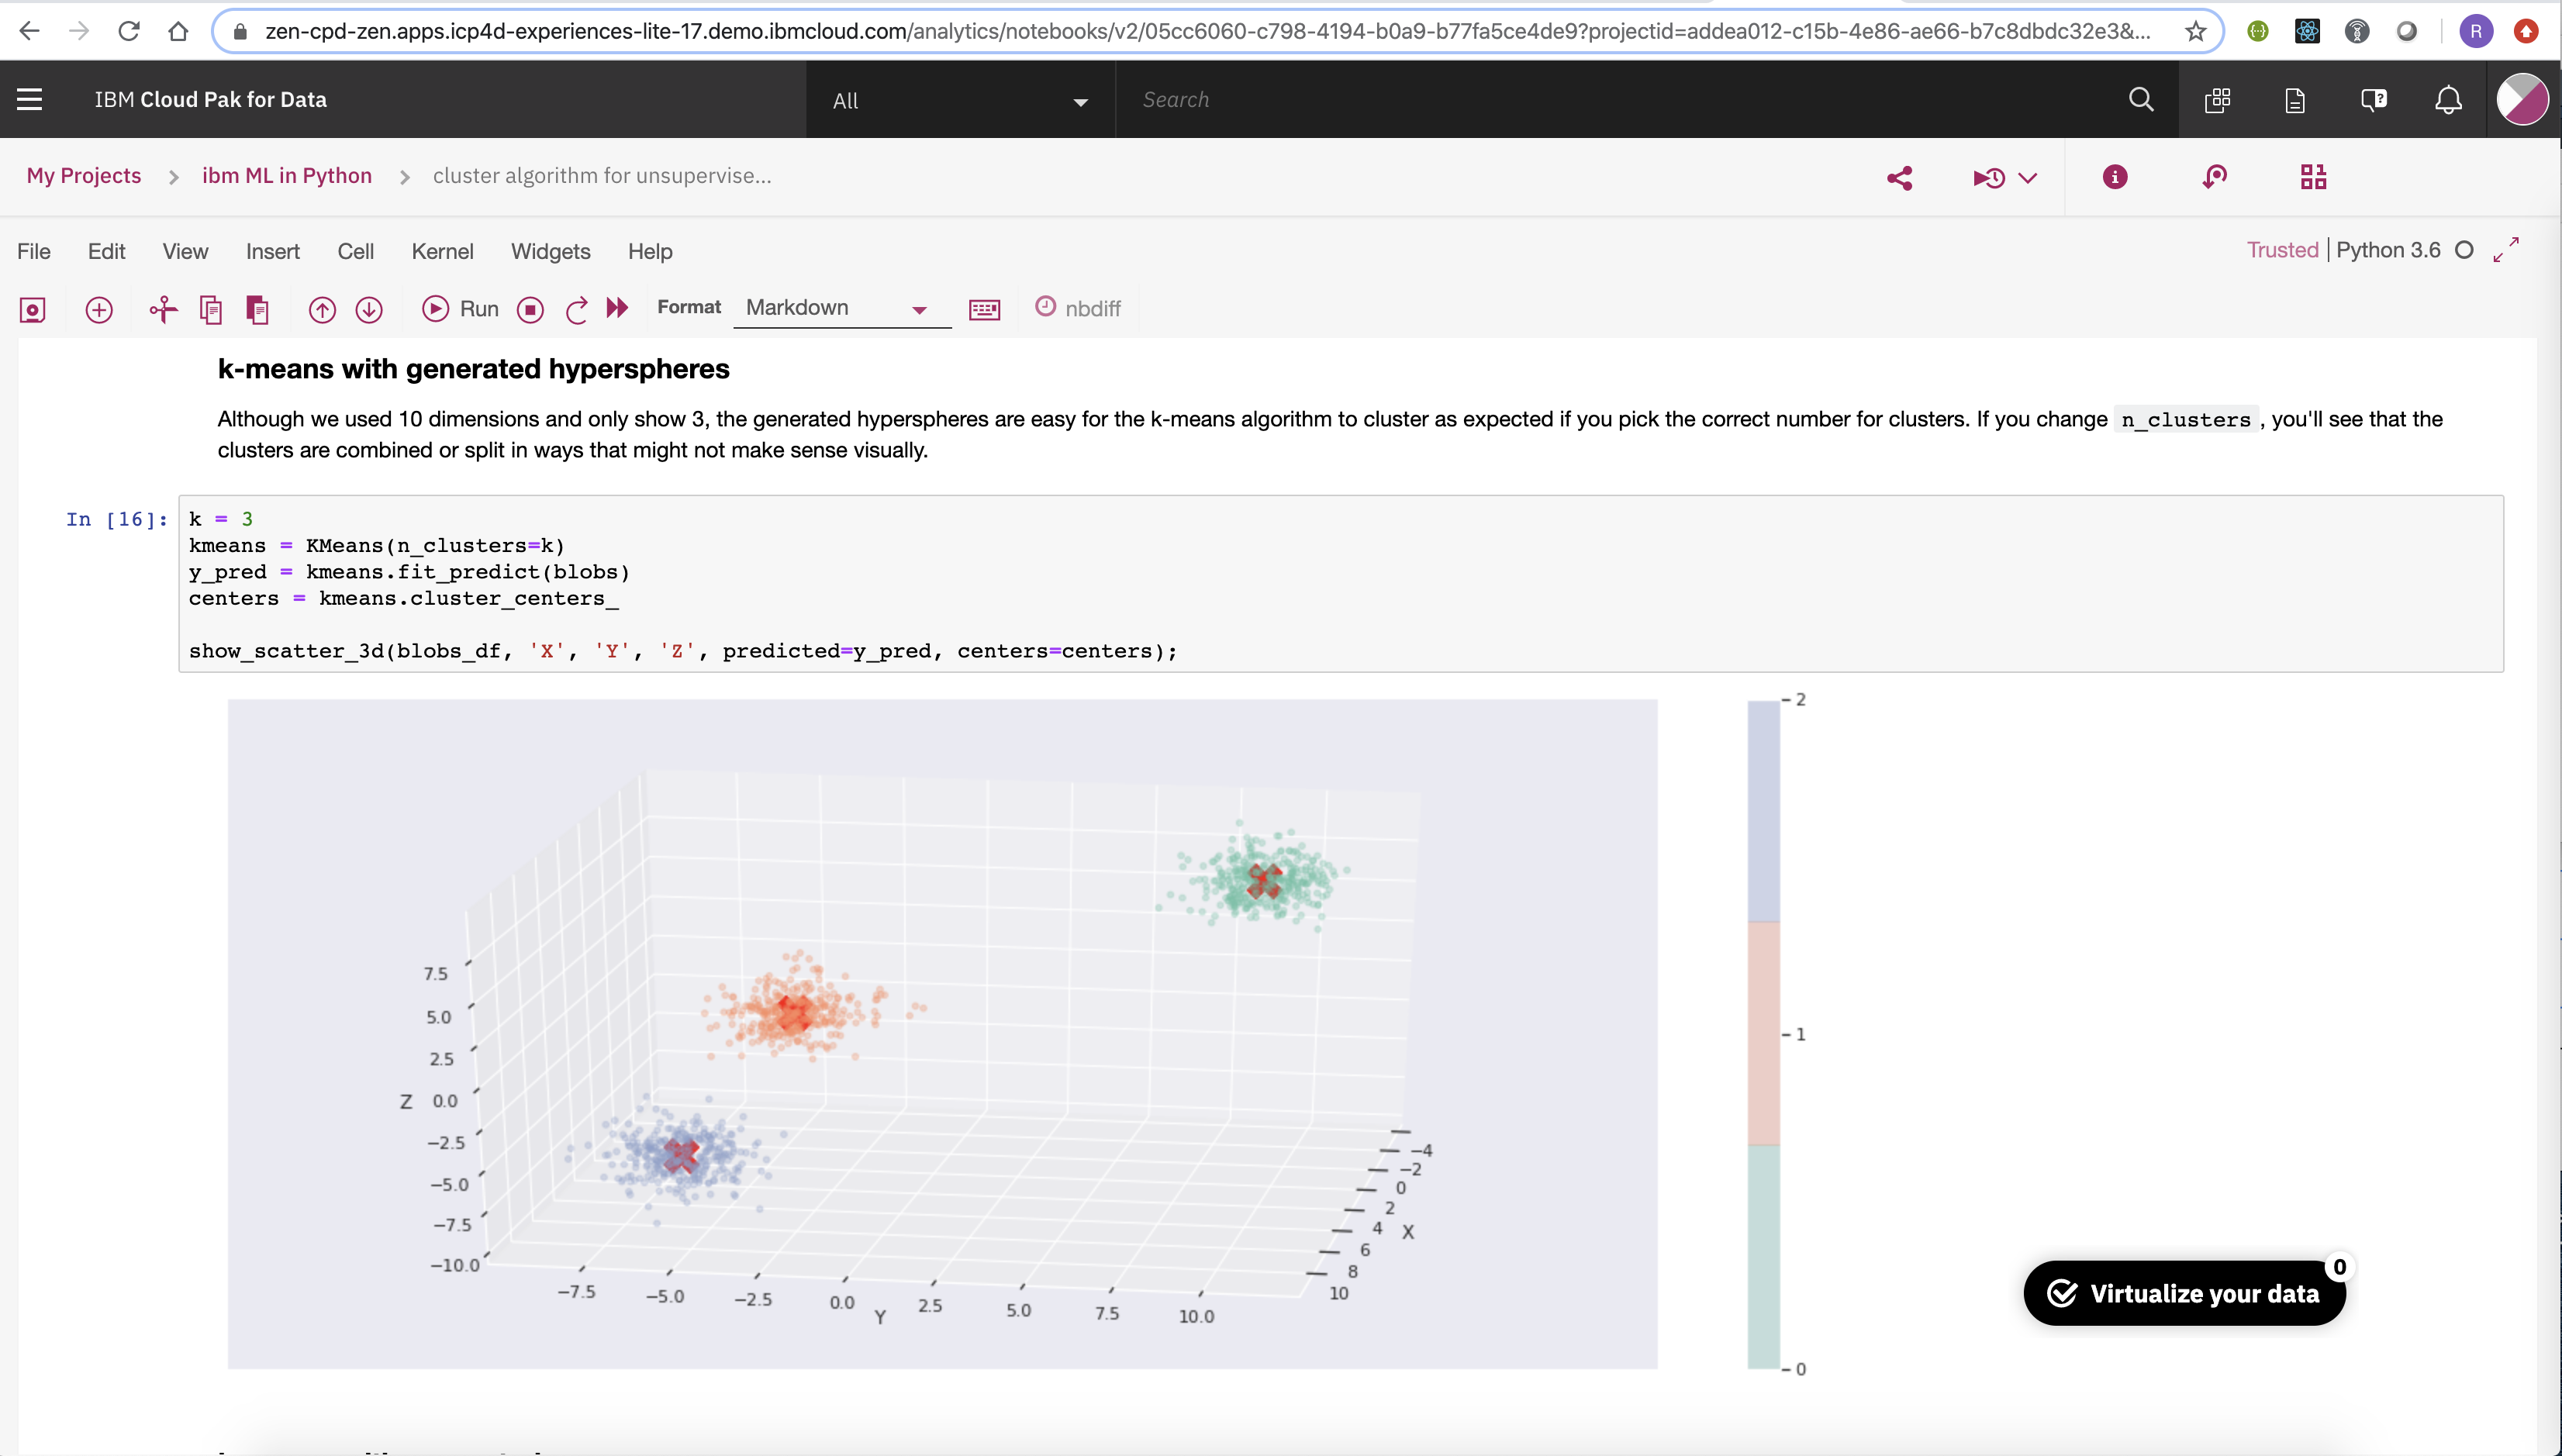 zen-cpd-zen.apps.icp4d-experiences-lite-17.demo.ibmcloud.com/analytics/notebooks/v2/05cc6060-c798-4194-b0a9-b77fa5ce4de9?projectid=addea012-c15b-4e86-ae66-b7c8dbdc32e3&...
R
IBM Cloud Pak for Data
All
Search
My Projects > ibm ML in Python > cluster algorithm for unsupervise...
File Edit View Insert Cell Kernel Widgets Help
Trusted | Python 3.6
Run
Format
Markdown
nbdiff
k-means with generated hyperspheres
Although we used 10 dimensions and only show 3, the generated hyperspheres are easy for the k-means algorithm to cluster as expected if you pick the correct number for clusters. If you change n_clusters , you'll see that the
clusters are combined or split in ways that might not make sense visually.
In [16]:
k = 3
kmeans = KMeans(n_clusters=k)
y_pred = kmeans.fit_predict(blobs)
centers = kmeans.cluster_centers_
show_scatter_3d(blobs_df, 'X', 'Y', 'Z', predicted=y_pred, centers=centers);
7.5
5.0
2.5
Z 0.0
−2.5
−5.0
−7.5
−10.0
−7.5 −5.0 −2.5 0.0 2.5 5.0 7.5 10.0
Y
−4
−2
0
2
4
6
8
10
X
2
1
0
Virtualize your data
0